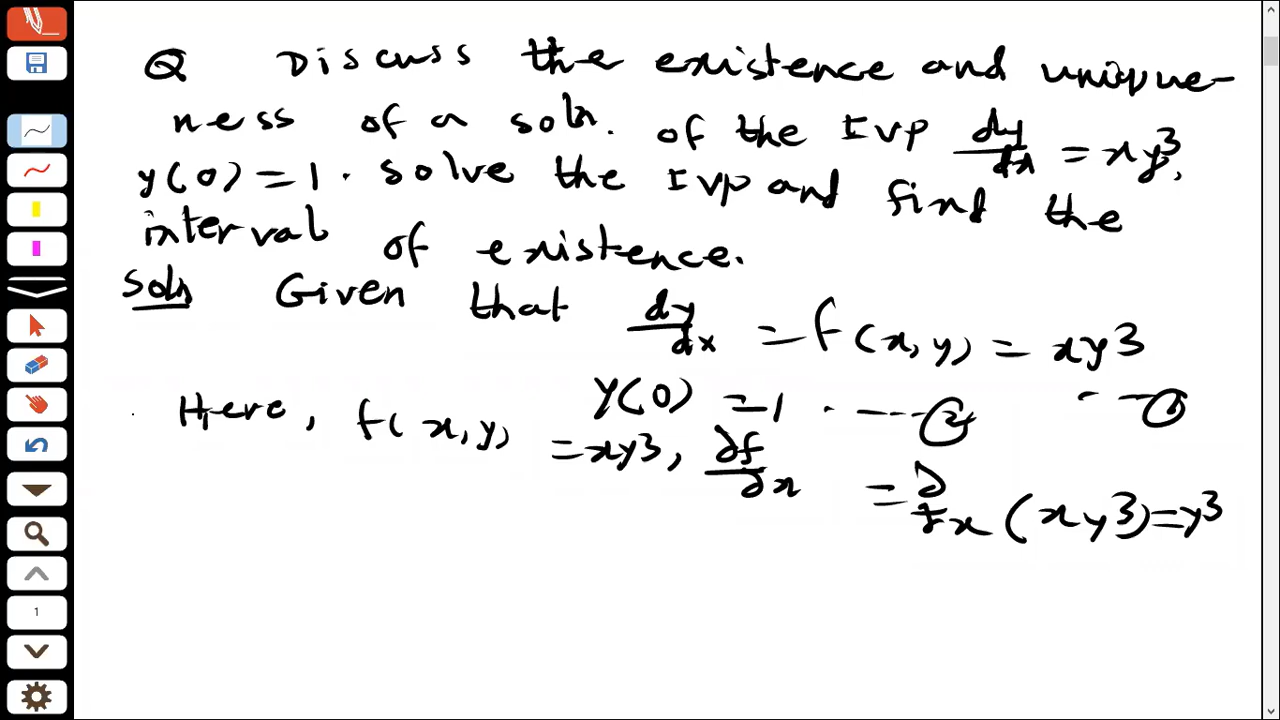 Q Discuss the existence and unique-
ness of a soln. of the IVP dy/dx = xy³,
y(0) = 1. solve the IVP and find the
interval of existence.
Soln Given that dy/dx = f(x,y) = xy3 ---①
Y(0) = 1. ----②
Here, f(x,y) = xy3, ∂f/∂x = ∂/∂x (xy3) = y³
1